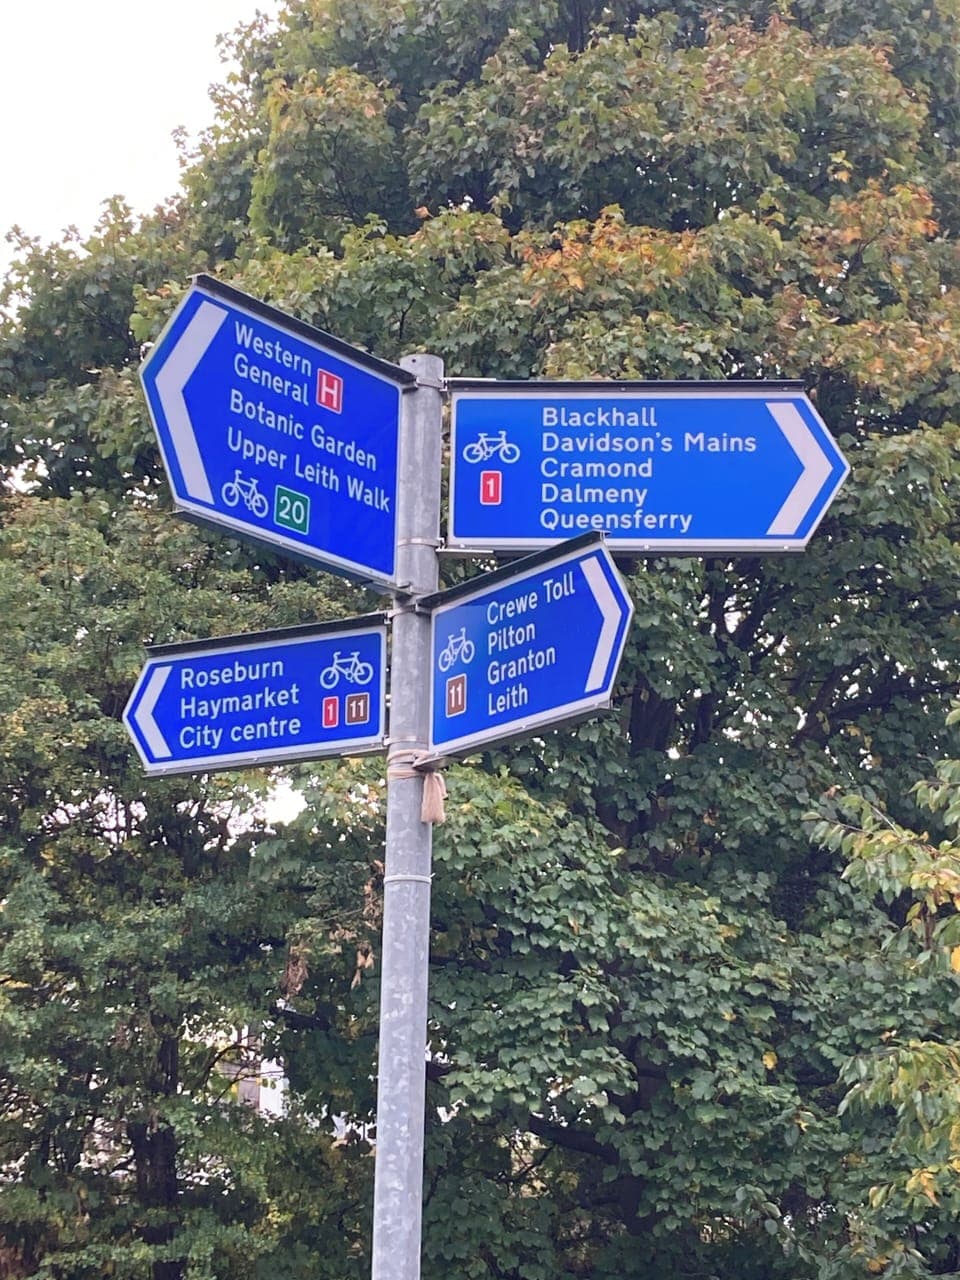 Western
General H
Botanic Garden
Upper Leith Walk
20
Blackhall
Davidson's Mains
Cramond
1
Dalmeny
Queensferry
Crewe Toll
Pilton
Granton
11
Leith
Roseburn
Haymarket
City centre 1 11